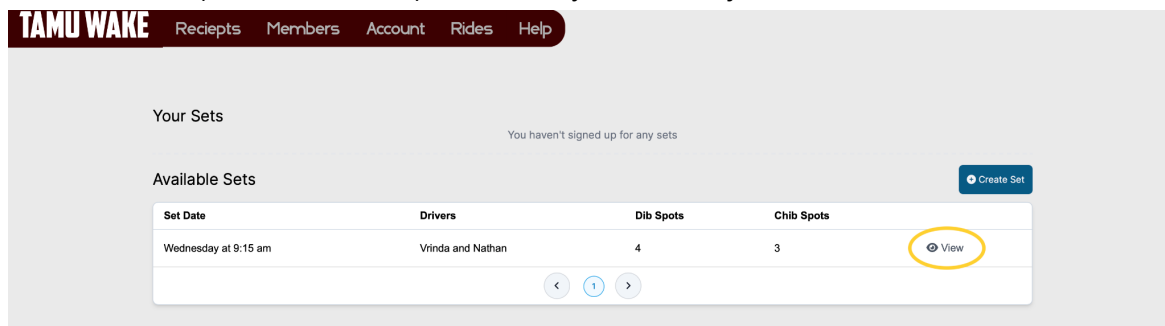 TAMU WAKE Reciepts Members Account Rides Help
Your Sets
You haven't signed up for any sets
Available Sets
Create Set
Set Date Drivers Dib Spots Chib Spots
Wednesday at 9:15 am Vrinda and Nathan 4 3 View
1